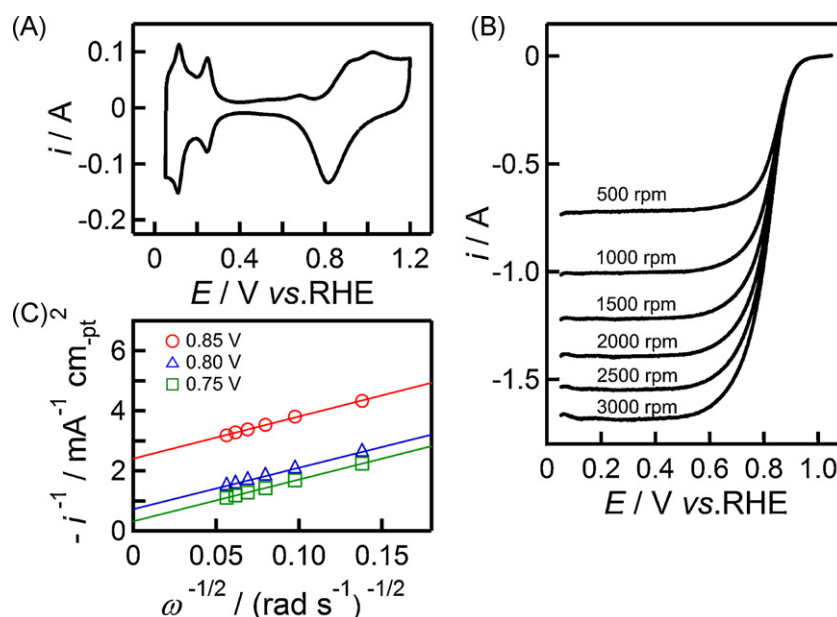 (A)
i / A
0.1
0
-0.1
-0.2
0 0.4 0.8 1.2
E / V vs.RHE
(B)
i / A
0
-0.5
-1.0
-1.5
500 rpm
1000 rpm
1500 rpm
2000 rpm
2500 rpm
3000 rpm
0 0.2 0.4 0.6 0.8 1.0
E / V vs.RHE
(C)
- i⁻¹ / mA⁻¹ cm₋pt²
6
4
2
0
0.85 V
0.80 V
0.75 V
0 0.05 0.10 0.15
ω⁻¹/² / (rad s⁻¹)⁻¹/²